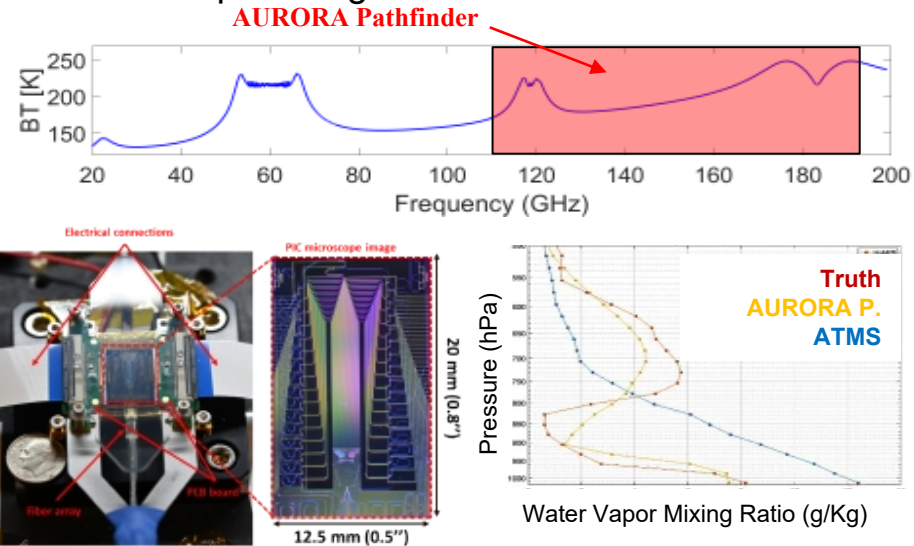 AURORA Pathfinder
BT [K]
250
200
150
20 40 60 80 100 120 140 160 180 200
Frequency (GHz)
Electrical connections
PIC microscope image
20 mm (0.8’’)
PCB board
Fiber array
12.5 mm (0.5’’)
Truth
AURORA P.
ATMS
Pressure (hPa)
Water Vapor Mixing Ratio (g/Kg)